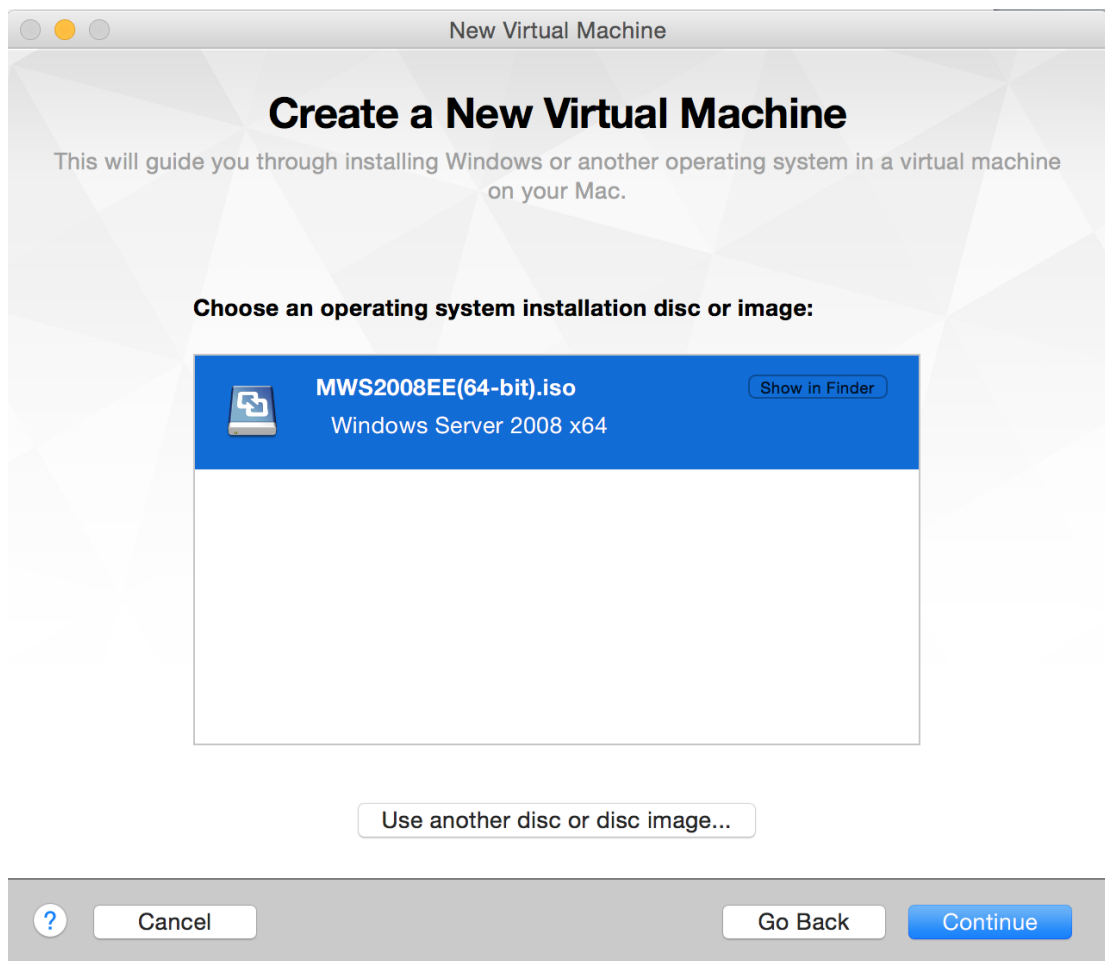 New Virtual Machine
Create a New Virtual Machine
This will guide you through installing Windows or another operating system in a virtual machine
on your Mac.
Choose an operating system installation disc or image:
MWS2008EE(64-bit).iso
Show in Finder
Windows Server 2008 x64
Use another disc or disc image...
?
Cancel
Go Back
Continue